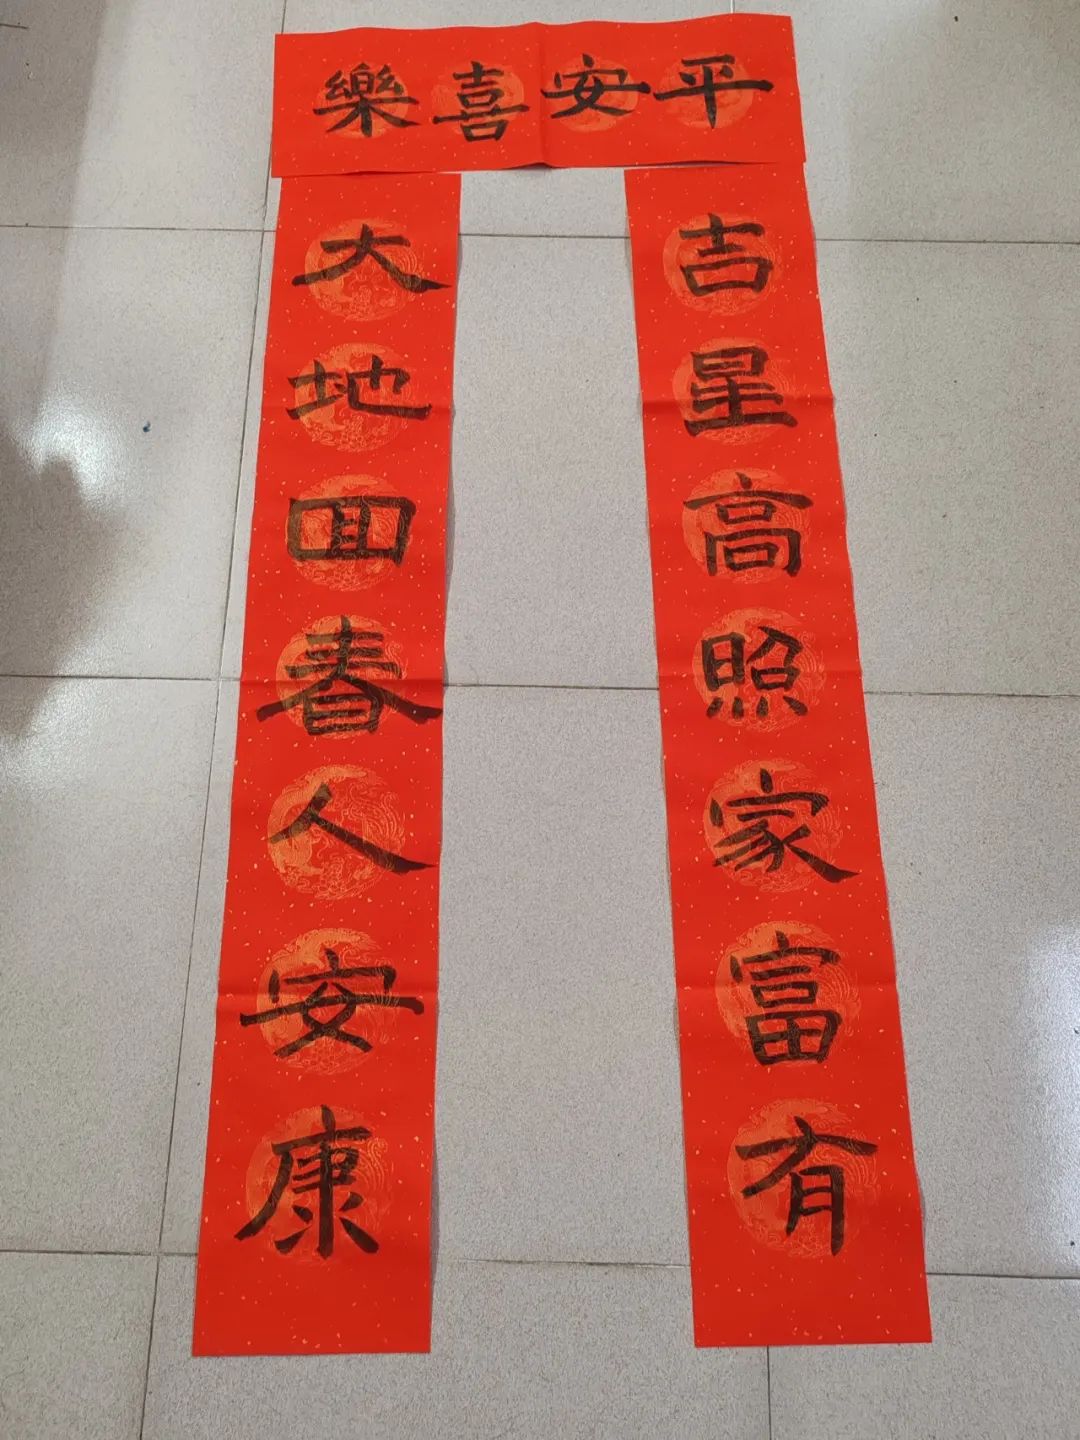 平安喜樂
吉星高照家富有
大地回春人安康